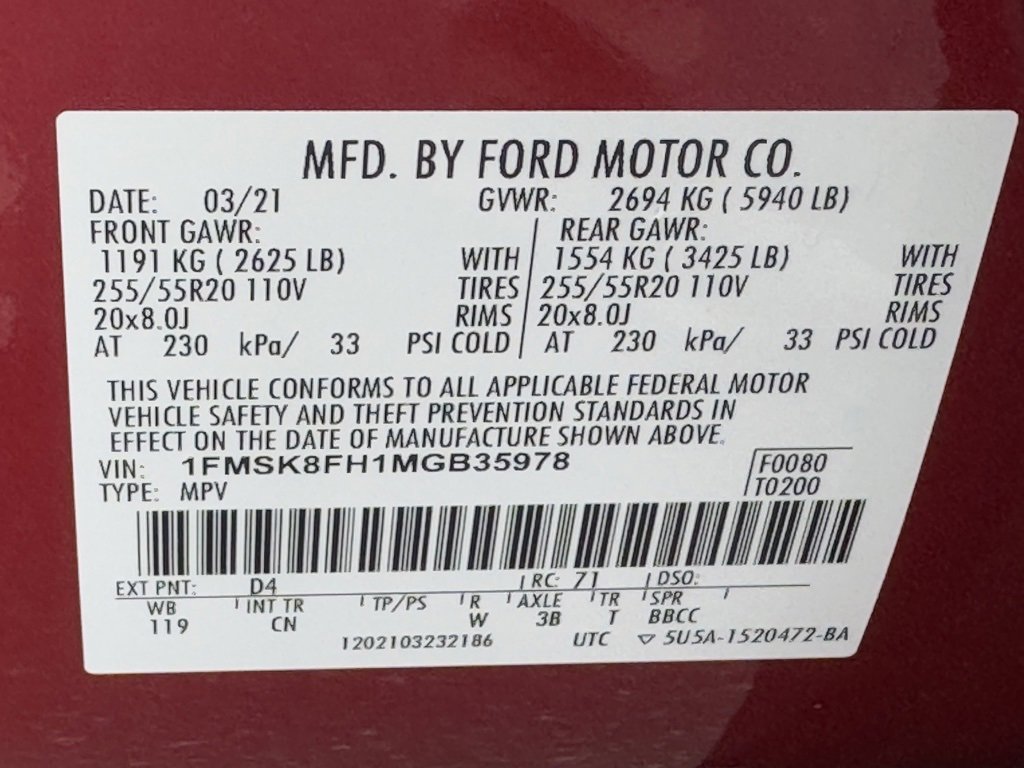 MFD. BY FORD MOTOR CO.
DATE: 03/21 GVWR: 2694 KG ( 5940 LB)
FRONT GAWR: REAR GAWR:
1191 KG ( 2625 LB) WITH 1554 KG ( 3425 LB) WITH
255/55R20 110V TIRES 255/55R20 110V TIRES
20x8.0J RIMS 20x8.0J RIMS
AT 230 kPa/ 33 PSI COLD AT 230 kPa/ 33 PSI COLD
THIS VEHICLE CONFORMS TO ALL APPLICABLE FEDERAL MOTOR
VEHICLE SAFETY AND THEFT PREVENTION STANDARDS IN
EFFECT ON THE DATE OF MANUFACTURE SHOWN ABOVE.
VIN: 1FMSK8FH1MGB35978 F0080
TYPE: MPV T0200
EXT PNT: D4 RC: 71 DSO:
WB INT TR TP/PS R AXLE TR SPR
119 CN W 3B T BBCC
1202103232186 UTC ▽ 5U5A-1520472-BA